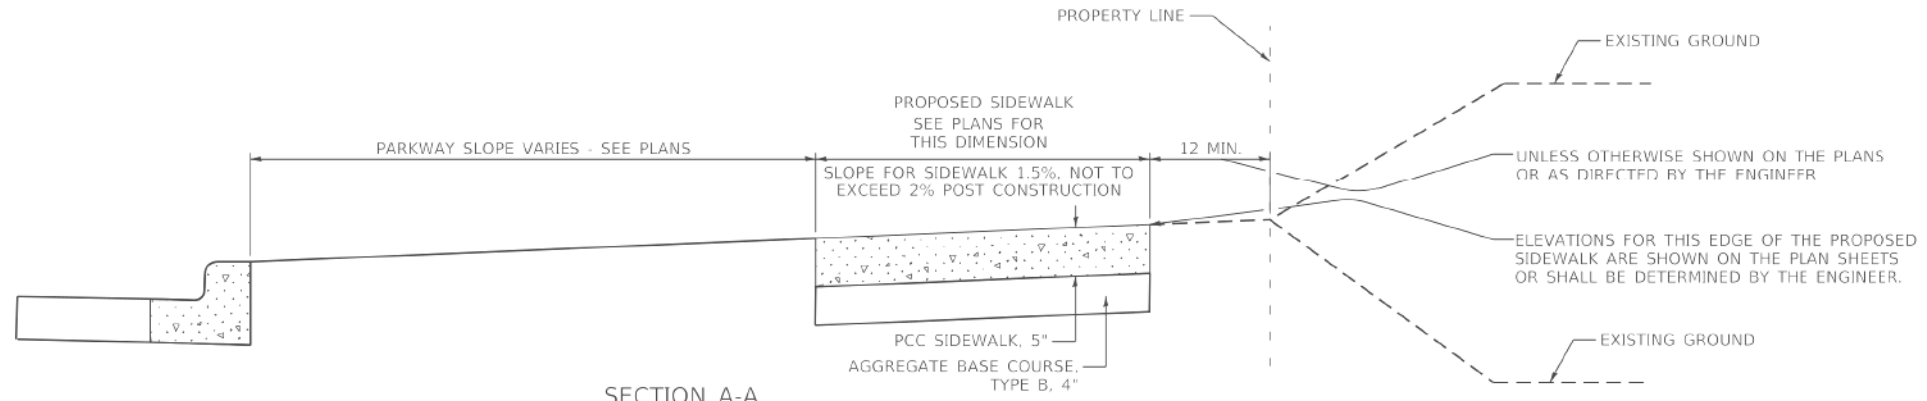 PROPERTY LINE
EXISTING GROUND
PROPOSED SIDEWALK
SEE PLANS FOR
THIS DIMENSION
PARKWAY SLOPE VARIES - SEE PLANS
12 MIN.
SLOPE FOR SIDEWALK 1.5%, NOT TO
EXCEED 2% POST CONSTRUCTION
UNLESS OTHERWISE SHOWN ON THE PLANS
OR AS DIRECTED BY THE ENGINEER
ELEVATIONS FOR THIS EDGE OF THE PROPOSED
SIDEWALK ARE SHOWN ON THE PLAN SHEETS
OR SHALL BE DETERMINED BY THE ENGINEER.
PCC SIDEWALK, 5"
AGGREGATE BASE COURSE,
TYPE B, 4"
EXISTING GROUND
SECTION A-A